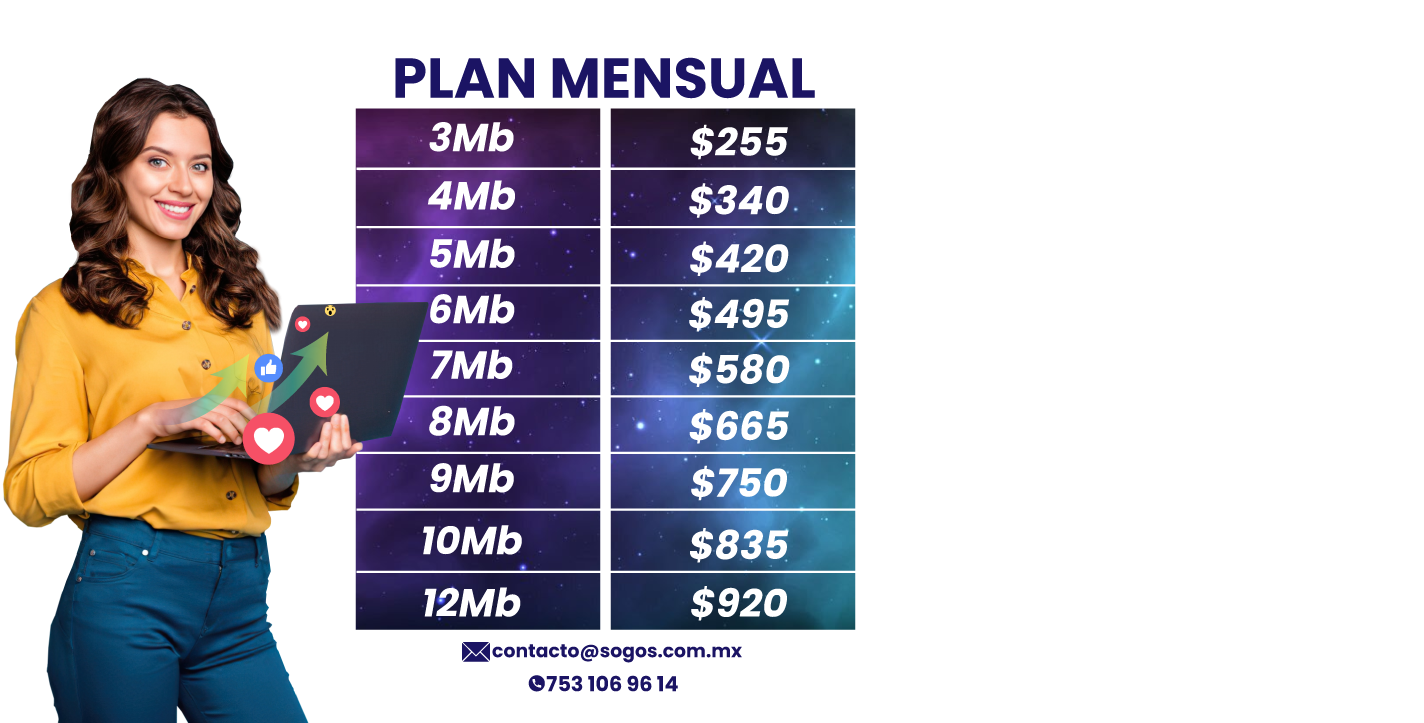 PLAN MENSUAL
3Mb $255
4Mb $340
5Mb $420
6Mb $495
7Mb $580
8Mb $665
9Mb $750
10Mb $835
12Mb $920
contacto@sogos.com.mx
753 106 96 14